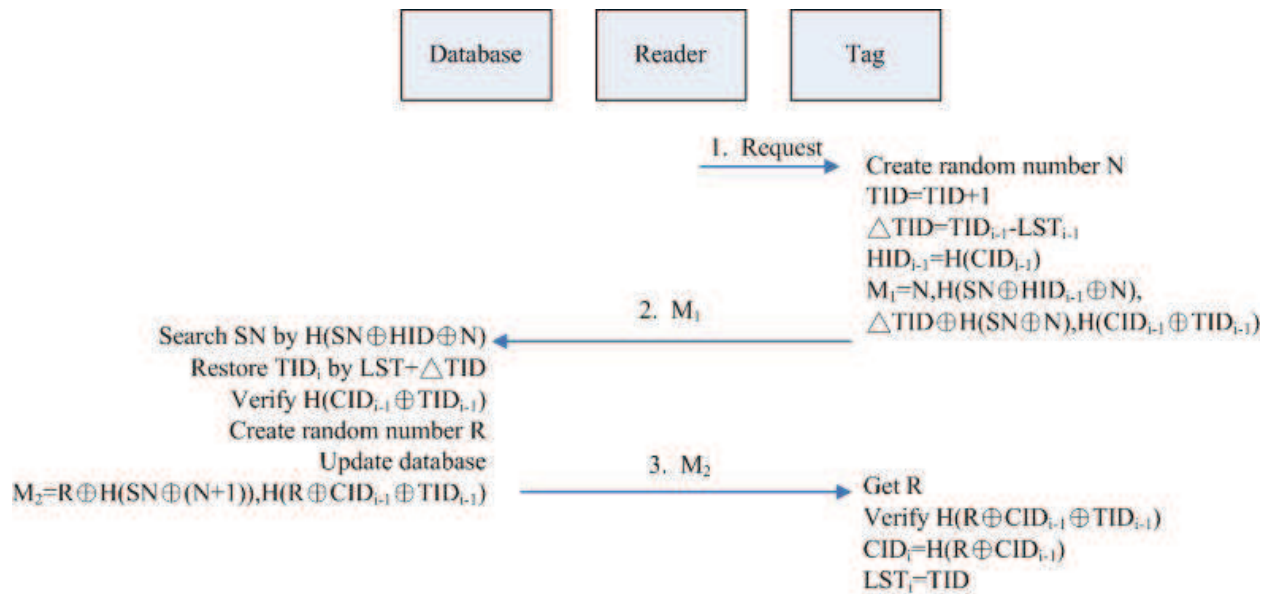 Database
Reader
Tag
1. Request
Create random number N
TID=TID+1
△TID=TIDᵢ₋₁-LSTᵢ₋₁
HIDᵢ₋₁=H(CIDᵢ₋₁)
M₁=N,H(SN⊕HIDᵢ₋₁⊕N),
△TID⊕H(SN⊕N),H(CIDᵢ₋₁⊕TIDᵢ₋₁)
2. M₁
Search SN by H(SN⊕HID⊕N)
Restore TIDᵢ by LST+△TID
Verify H(CIDᵢ₋₁⊕TIDᵢ₋₁)
Create random number R
Update database
M₂=R⊕H(SN⊕(N+1)),H(R⊕CIDᵢ₋₁⊕TIDᵢ₋₁)
3. M₂
Get R
Verify H(R⊕CIDᵢ₋₁⊕TIDᵢ₋₁)
CIDᵢ=H(R⊕CIDᵢ₋₁)
LSTᵢ=TID